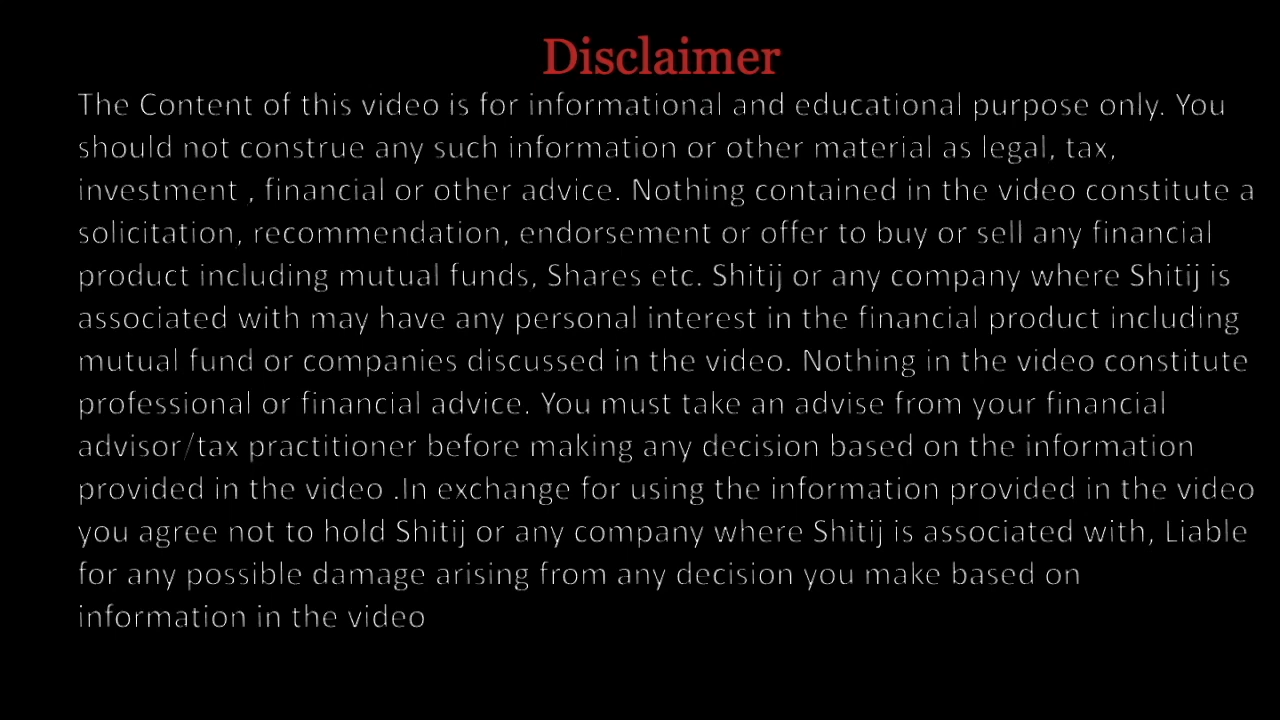 Disclaimer
The Content of this video is for informational and educational purpose only. You
should not construe any such information or other material as legal, tax,
investment , financial or other advice. Nothing contained in the video constitute a
solicitation, recommendation, endorsement or offer to buy or sell any financial
product including mutual funds, Shares etc. Shitij or any company where Shitij is
associated with may have any personal interest in the financial product including
mutual fund or companies discussed in the video. Nothing in the video constitute
professional or financial advice. You must take an advise from your financial
advisor/tax practitioner before making any decision based on the information
provided in the video .In exchange for using the information provided in the video
you agree not to hold Shitij or any company where Shitij is associated with, Liable
for any possible damage arising from any decision you make based on
information in the video